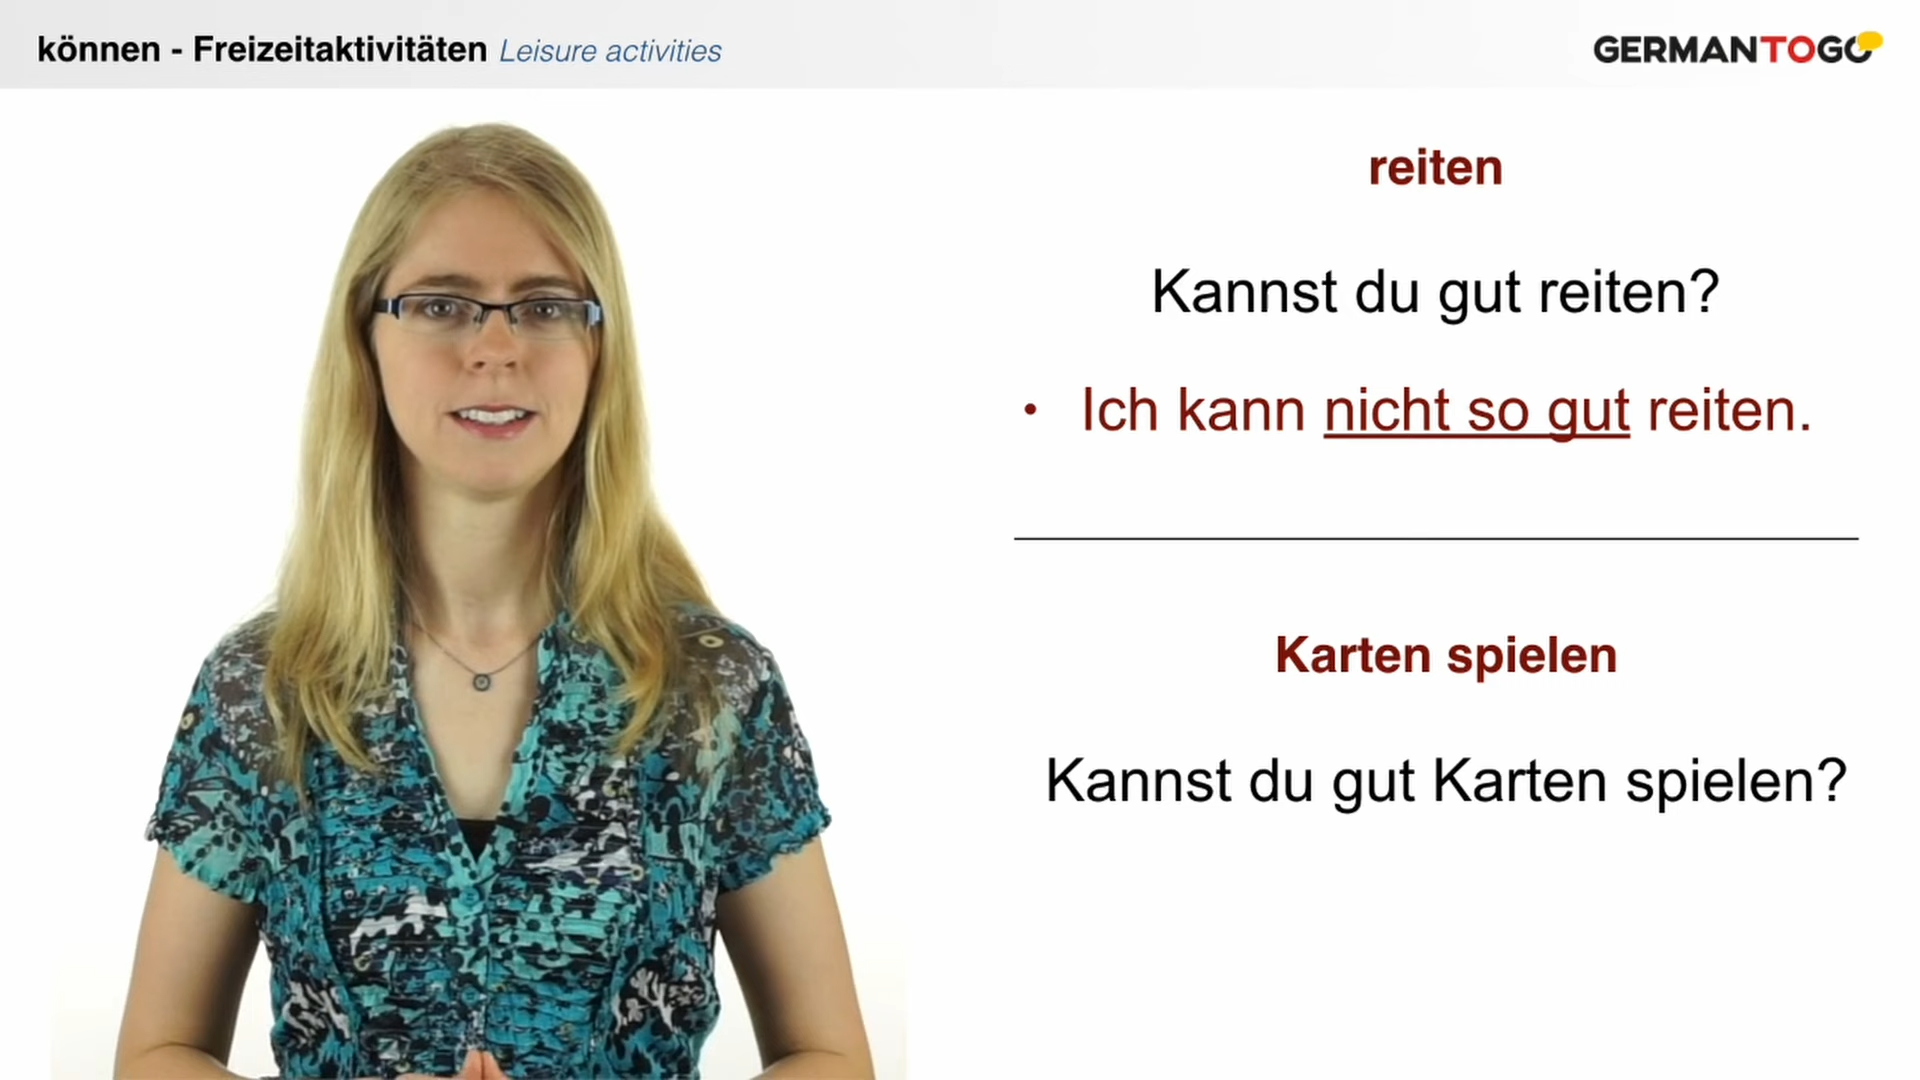 können - Freizeitaktivitäten Leisure activities
GERMANTOGO
reiten
Kannst du gut reiten?
• Ich kann nicht so gut reiten.
Karten spielen
Kannst du gut Karten spielen?